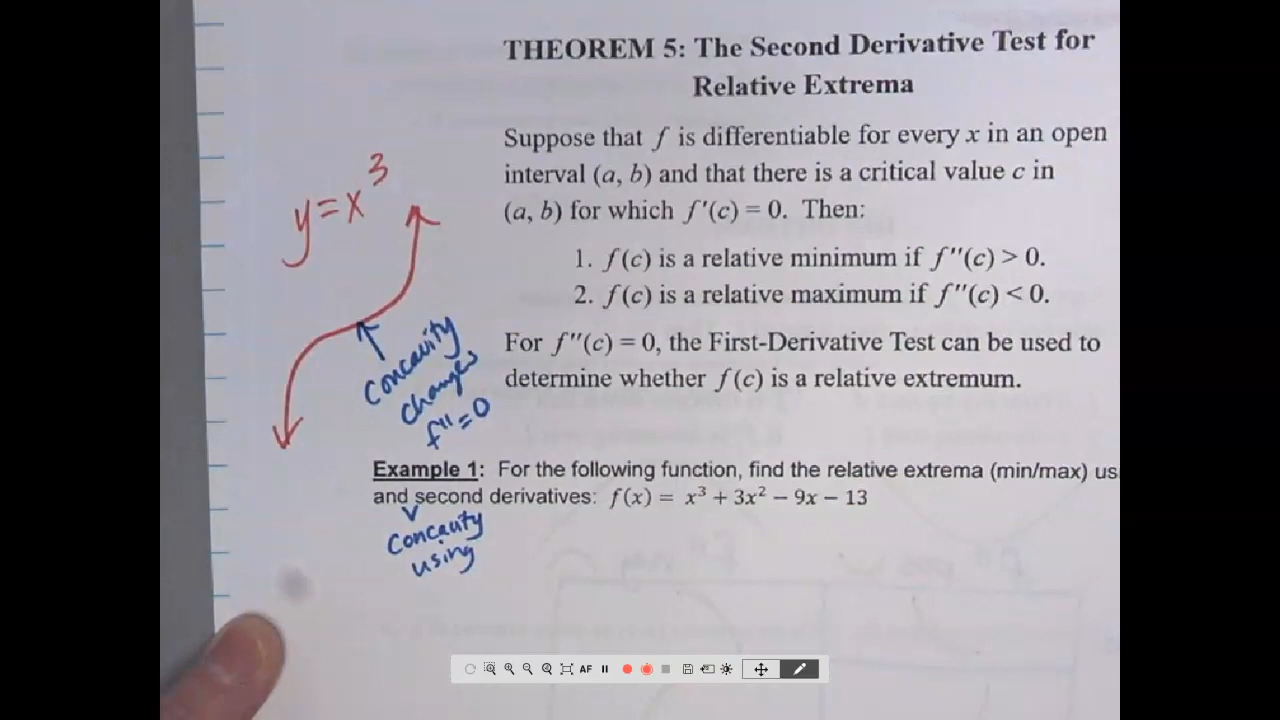 THEOREM 5: The Second Derivative Test for
Relative Extrema
Suppose that f is differentiable for every x in an open
interval (a, b) and that there is a critical value c in
(a, b) for which f'(c) = 0. Then:
1. f(c) is a relative minimum if f''(c) > 0.
2. f(c) is a relative maximum if f''(c) < 0.
For f''(c) = 0, the First-Derivative Test can be used to
determine whether f(c) is a relative extremum.
y=x³
Concavity
changes
f''=0
Example 1: For the following function, find the relative extrema (min/max) us
and second derivatives: f(x) = x³ + 3x² − 9x − 13
Concavity
using
AF